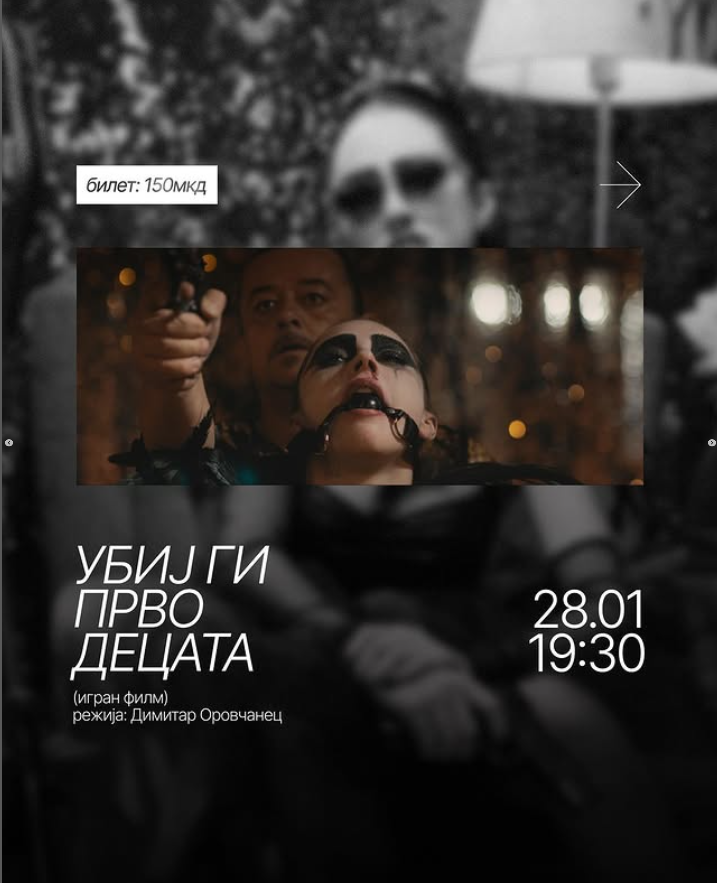 билет: 150мкд
УБИЈ ГИ
ПРВО
ДЕЦАТА
28.01
19:30
(игран филм)
режија: Димитар Оровчанец